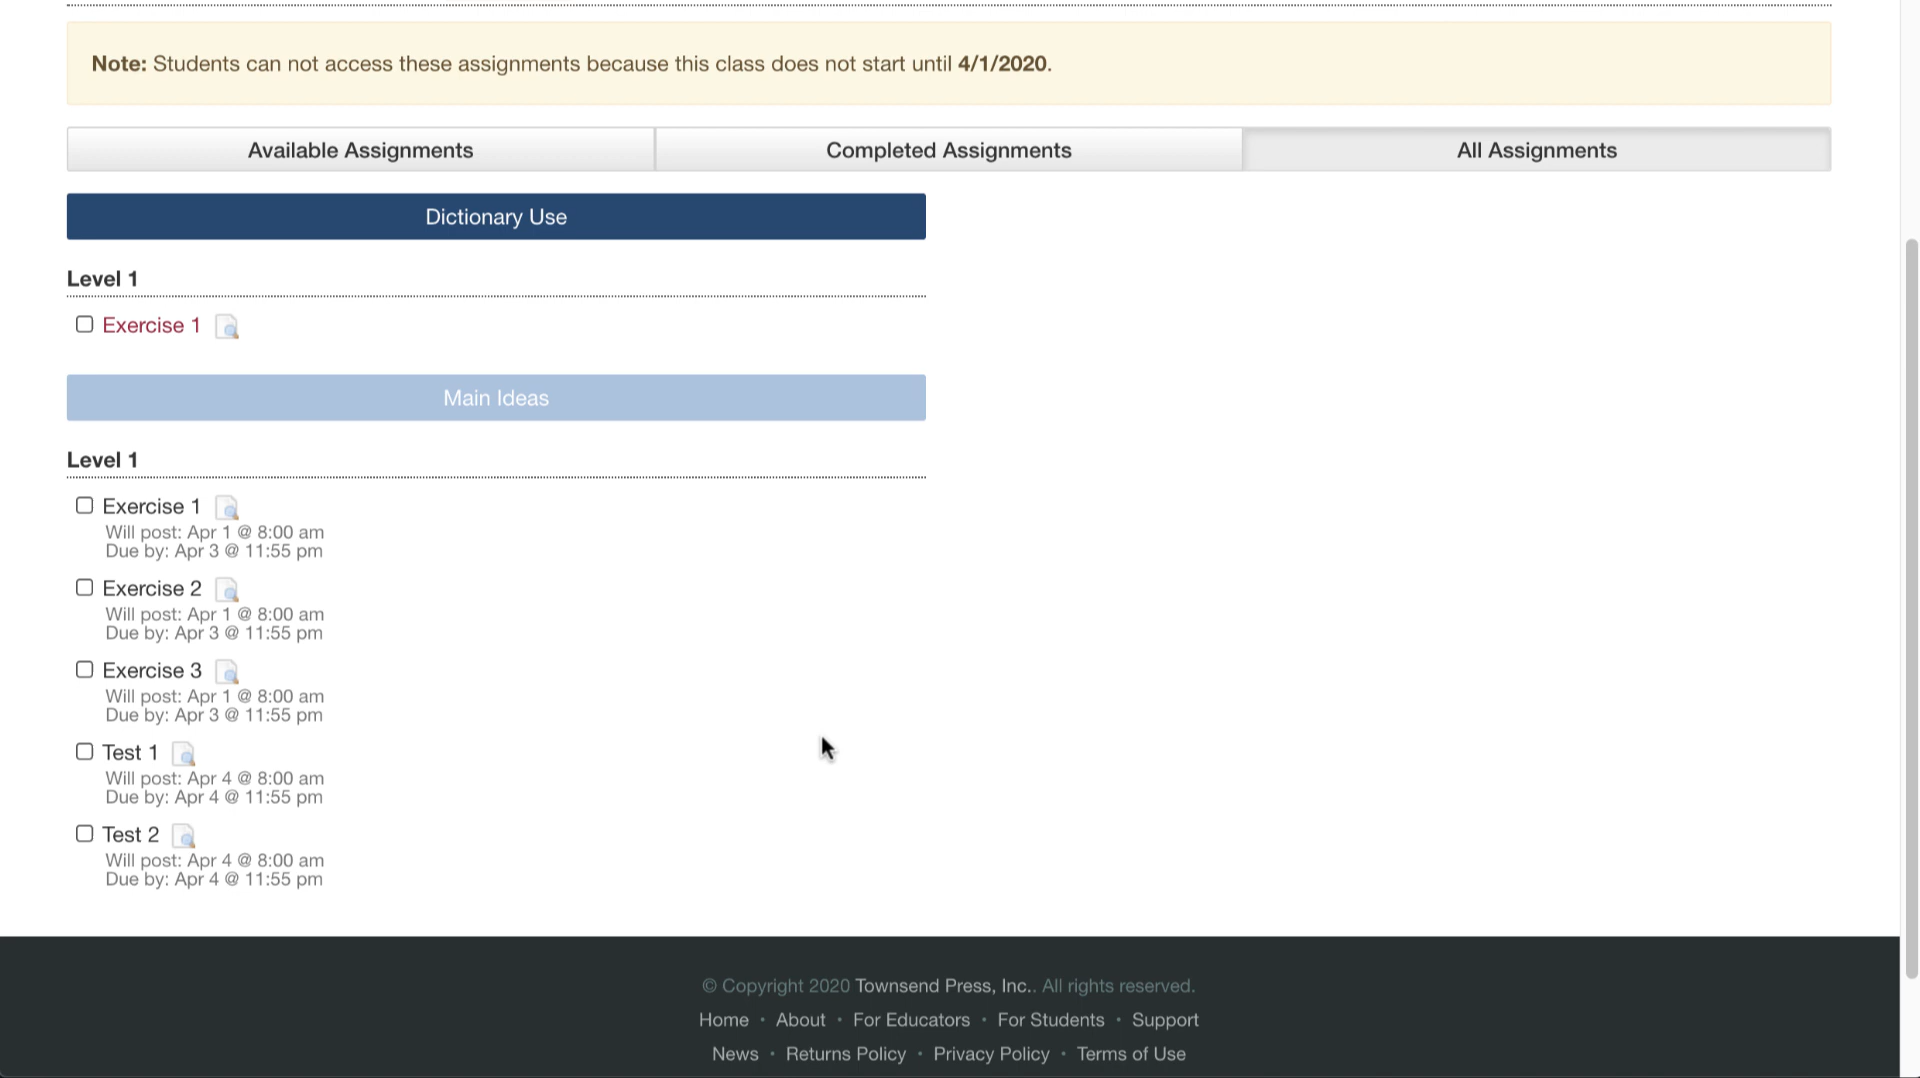 Note: Students can not access these assignments because this class does not start until 4/1/2020.
Available Assignments
Completed Assignments
All Assignments
Dictionary Use
Level 1
Exercise 1
Main Ideas
Level 1
Exercise 1
Will post: Apr 1 @ 8:00 am
Due by: Apr 3 @ 11:55 pm
Exercise 2
Will post: Apr 1 @ 8:00 am
Due by: Apr 3 @ 11:55 pm
Exercise 3
Will post: Apr 1 @ 8:00 am
Due by: Apr 3 @ 11:55 pm
Test 1
Will post: Apr 4 @ 8:00 am
Due by: Apr 4 @ 11:55 pm
Test 2
Will post: Apr 4 @ 8:00 am
Due by: Apr 4 @ 11:55 pm
© Copyright 2020 Townsend Press, Inc.. All rights reserved.
Home • About • For Educators • For Students • Support
News • Returns Policy • Privacy Policy • Terms of Use